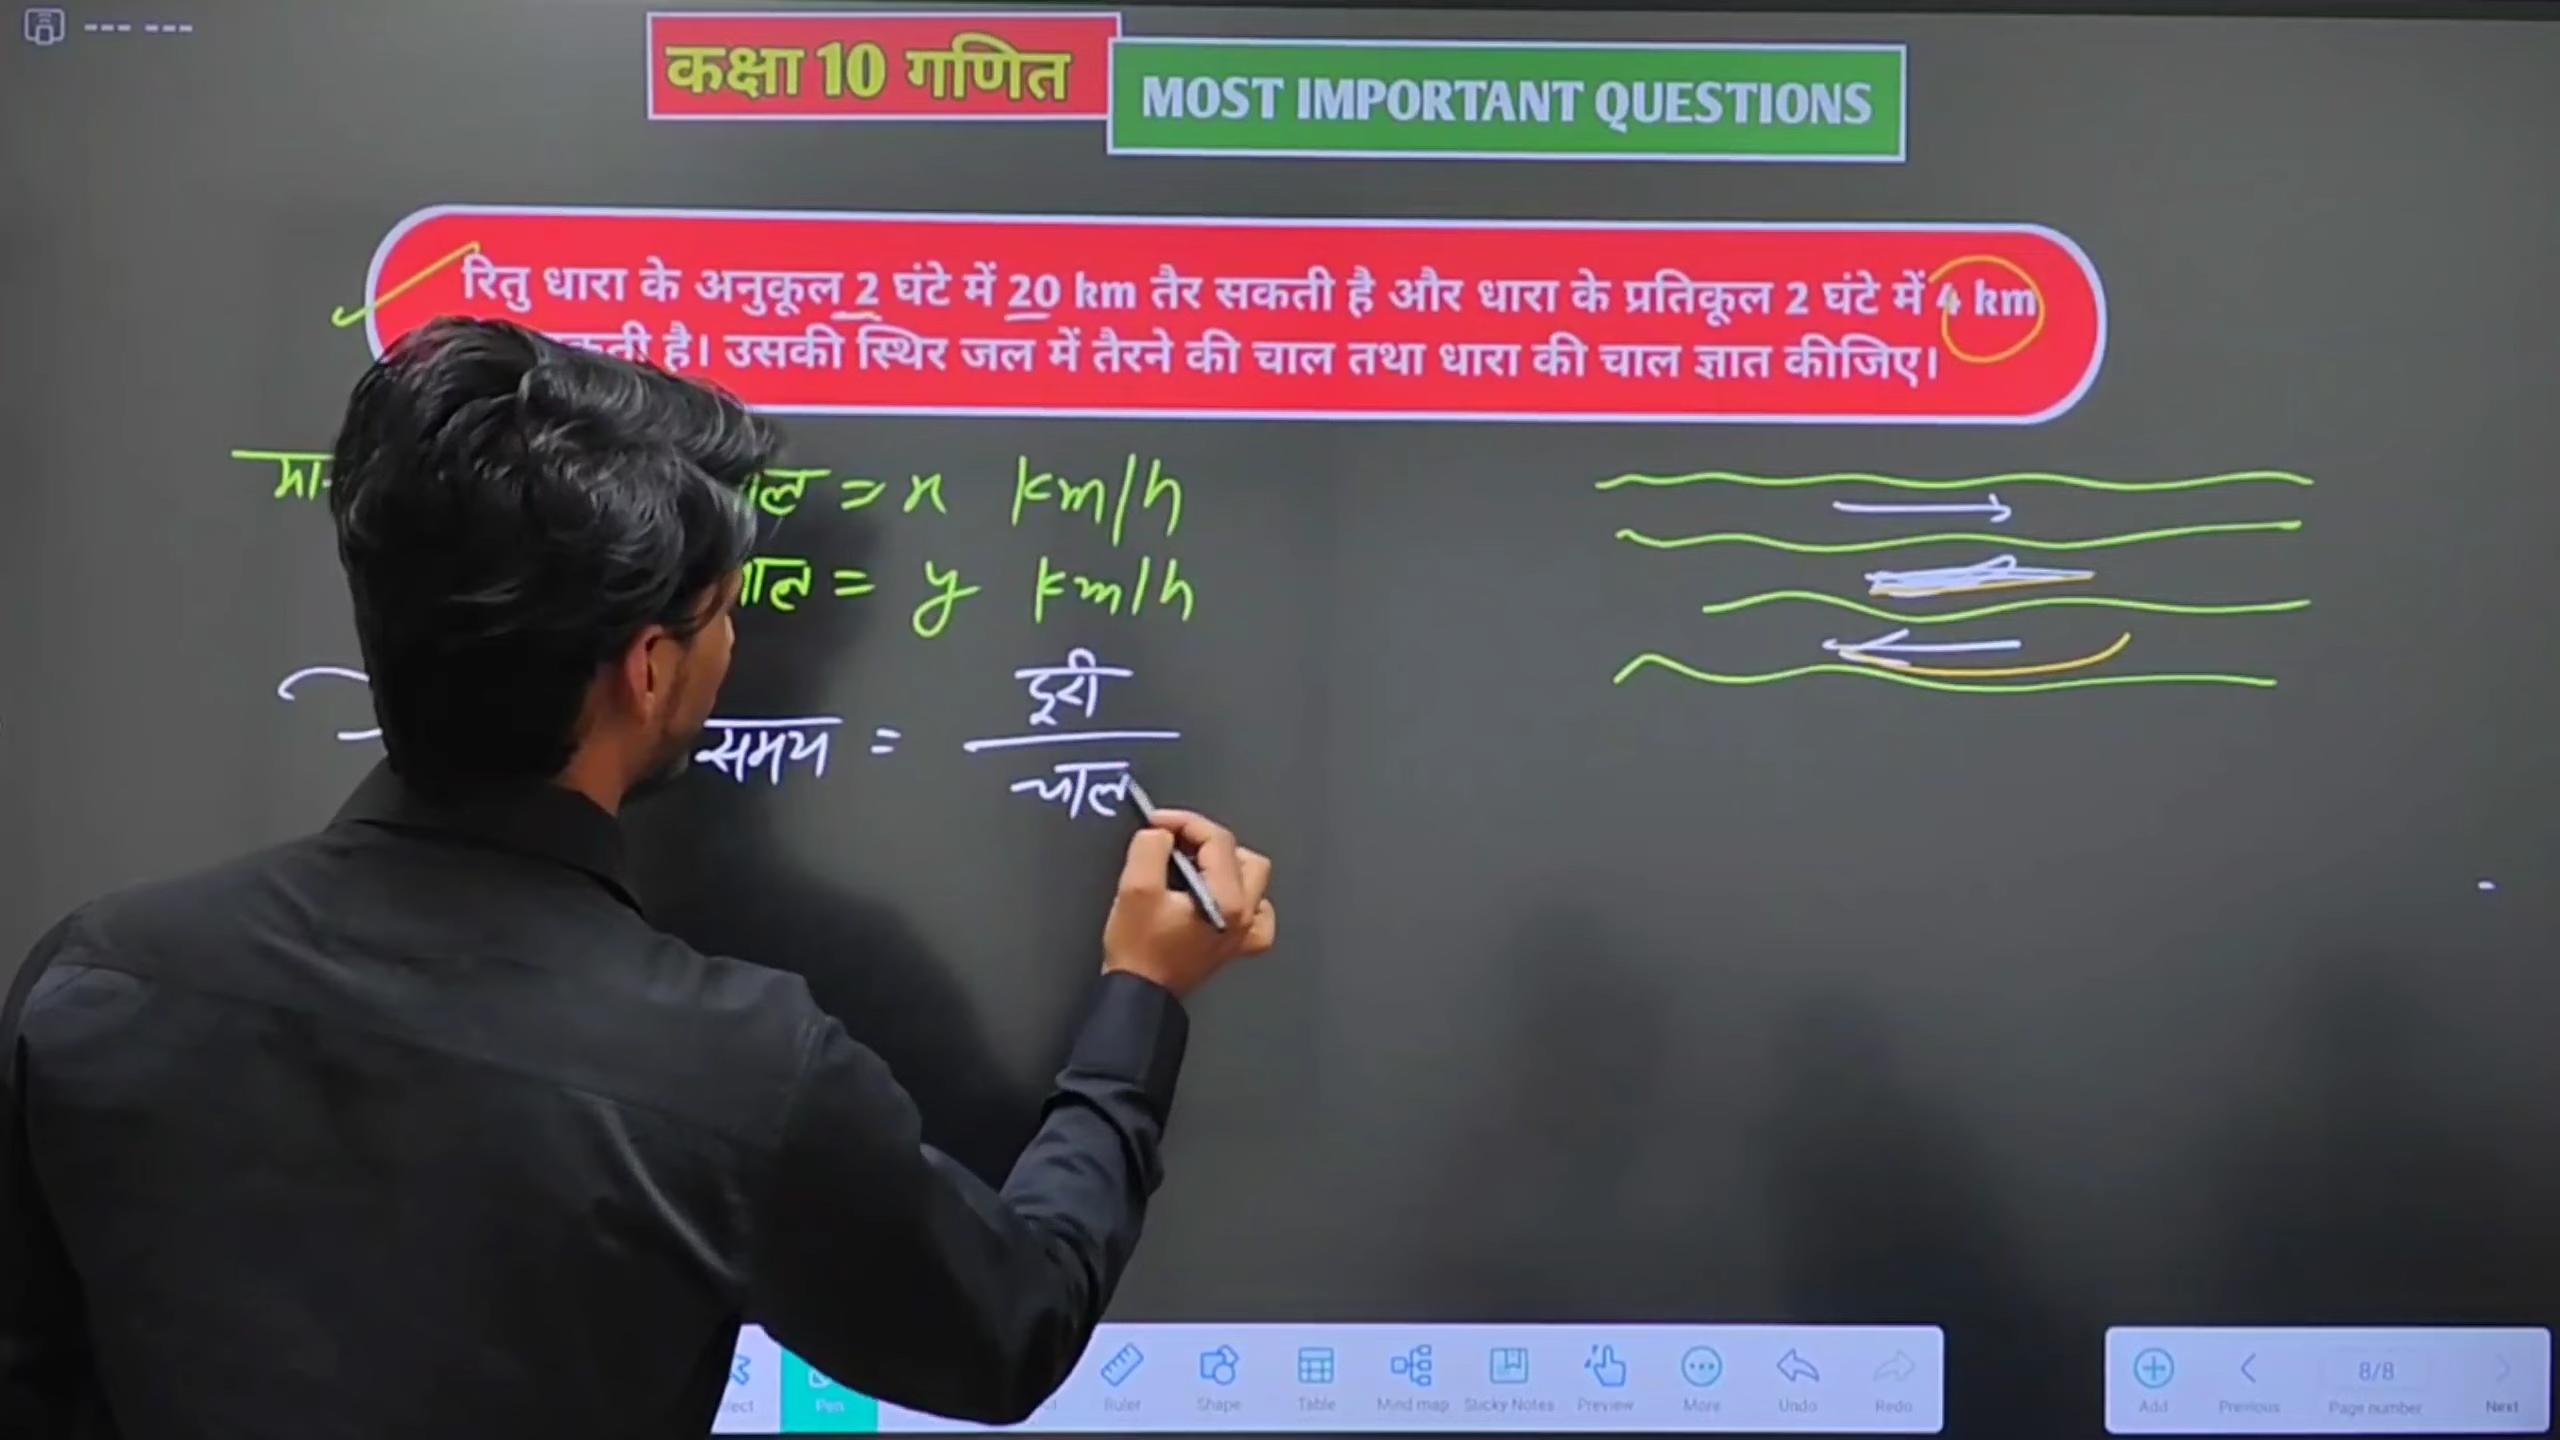 कक्षा 10 गणित
MOST IMPORTANT QUESTIONS
रितु धारा के अनुकूल 2 घंटे में 20 km तैर सकती है और धारा के प्रतिकूल 2 घंटे में 4 km
है। उसकी स्थिर जल में तैरने की चाल तथा धारा की चाल ज्ञात कीजिए।
= x km/h
= y km/h
समय = दूरी
चाल
Pen
Ruler
Shape
Table
Mind map
Sticky Notes
Preview
More
Undo
Redo
Add
Previous
8/8
Page number
Next